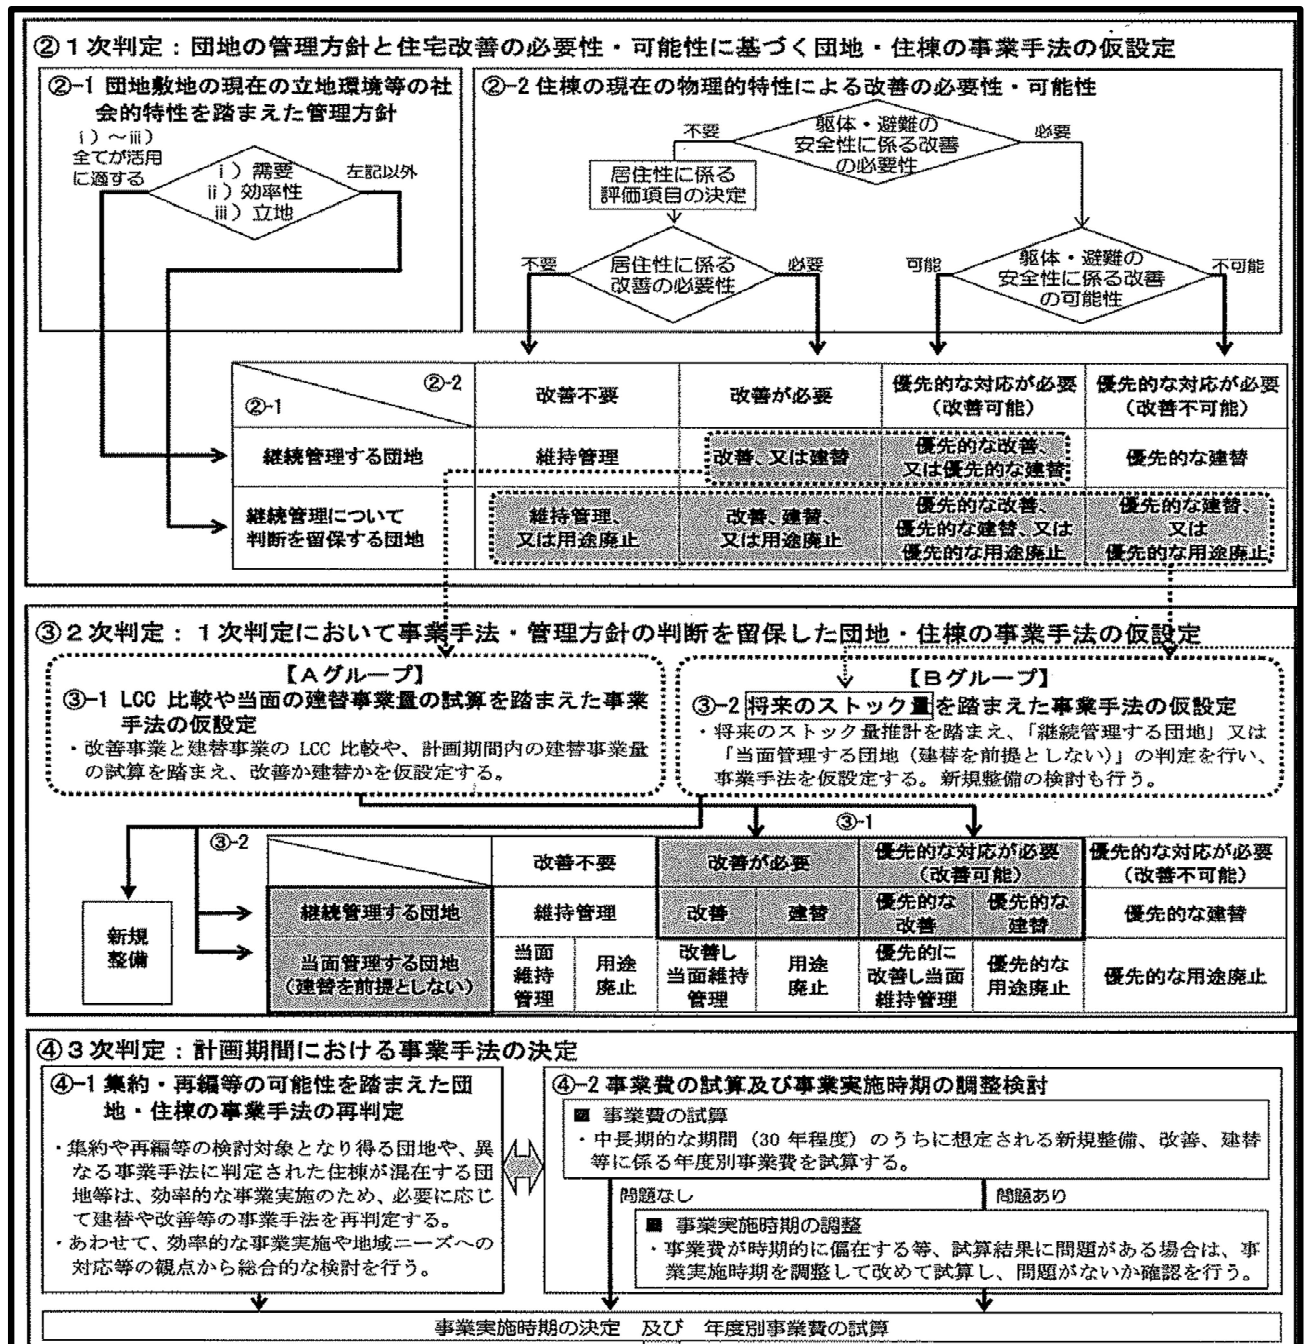 ②１次判定：団地の管理方針と住宅改善の必要性・可能性に基づく団地・住棟の事業手法の仮設定
②-1 団地敷地の現在の立地環境等の社
会的特性を踏まえた管理方針
ⅰ）～ⅲ）
全てが活用
に適する
ⅰ）需要
ⅱ）効率性
ⅲ）立地
左記以外
②-2 住棟の現在の物理的特性による改善の必要性・可能性
不要
躯体・避難の
安全性に係る改善
の必要性
必要
居住性に係る
評価項目の決定
不要
居住性に係る
改善の必要性
必要
可能
躯体・避難の
安全性に係る改善
の可能性
不可能
②-2
②-1
改善不要
改善が必要
優先的な対応が必要
（改善可能）
優先的な対応が必要
（改善不可能）
継続管理する団地
維持管理
改善、又は建替
優先的な改善、
又は優先的な建替
優先的な建替
継続管理について
判断を留保する団地
維持管理、
又は用途廃止
改善、建替、
又は用途廃止
優先的な改善、
優先的な建替、又は
優先的な用途廃止
優先的な建替、
又は
優先的な用途廃止
③２次判定：１次判定において事業手法・管理方針の判断を留保した団地・住棟の事業手法の仮設定
【Ａグループ】
③-1 LCC 比較や当面の建替事業量の試算を踏まえた事業
手法の仮設定
・改善事業と建替事業の LCC 比較や、計画期間内の建替事業量
の試算を踏まえ、改善か建替かを仮設定する。
【Ｂグループ】
③-2 将来のストック量を踏まえた事業手法の仮設定
・将来のストック量推計を踏まえ、「継続管理する団地」又は
「当面管理する団地（建替を前提としない）」の判定を行い、
事業手法を仮設定する。新規整備の検討も行う。
③-2
③-1
改善不要
改善が必要
優先的な対応が必要
（改善可能）
優先的な対応が必要
（改善不可能）
新規
整備
継続管理する団地
維持管理
改善
建替
優先的な
改善
優先的な
建替
優先的な建替
当面管理する団地
（建替を前提としない）
当面
維持
管理
用途
廃止
改善し
当面維持
管理
用途
廃止
優先的に
改善し当面
維持管理
優先的な
用途廃止
優先的な用途廃止
④３次判定：計画期間における事業手法の決定
④-1 集約・再編等の可能性を踏まえた団
地・住棟の事業手法の再判定
・集約や再編等の検討対象となり得る団地や、異
なる事業手法に判定された住棟が混在する団
地等は、効率的な事業実施のため、必要に応じ
て建替や改善等の事業手法を再判定する。
・あわせて、効率的な事業実施や地域ニーズへの
対応等の観点から総合的な検討を行う。
④-2 事業費の試算及び事業実施時期の調整検討
■ 事業費の試算
・中長期的な期間（30 年程度）のうちに想定される新規整備、改善、建替
等に係る年度別事業費を試算する。
問題なし
問題あり
■ 事業実施時期の調整
・事業費が時期的に偏在する等、試算結果に問題がある場合は、事
業実施時期を調整して改めて試算し、問題がないか確認を行う。
事業実施時期の決定　及び　年度別事業費の試算